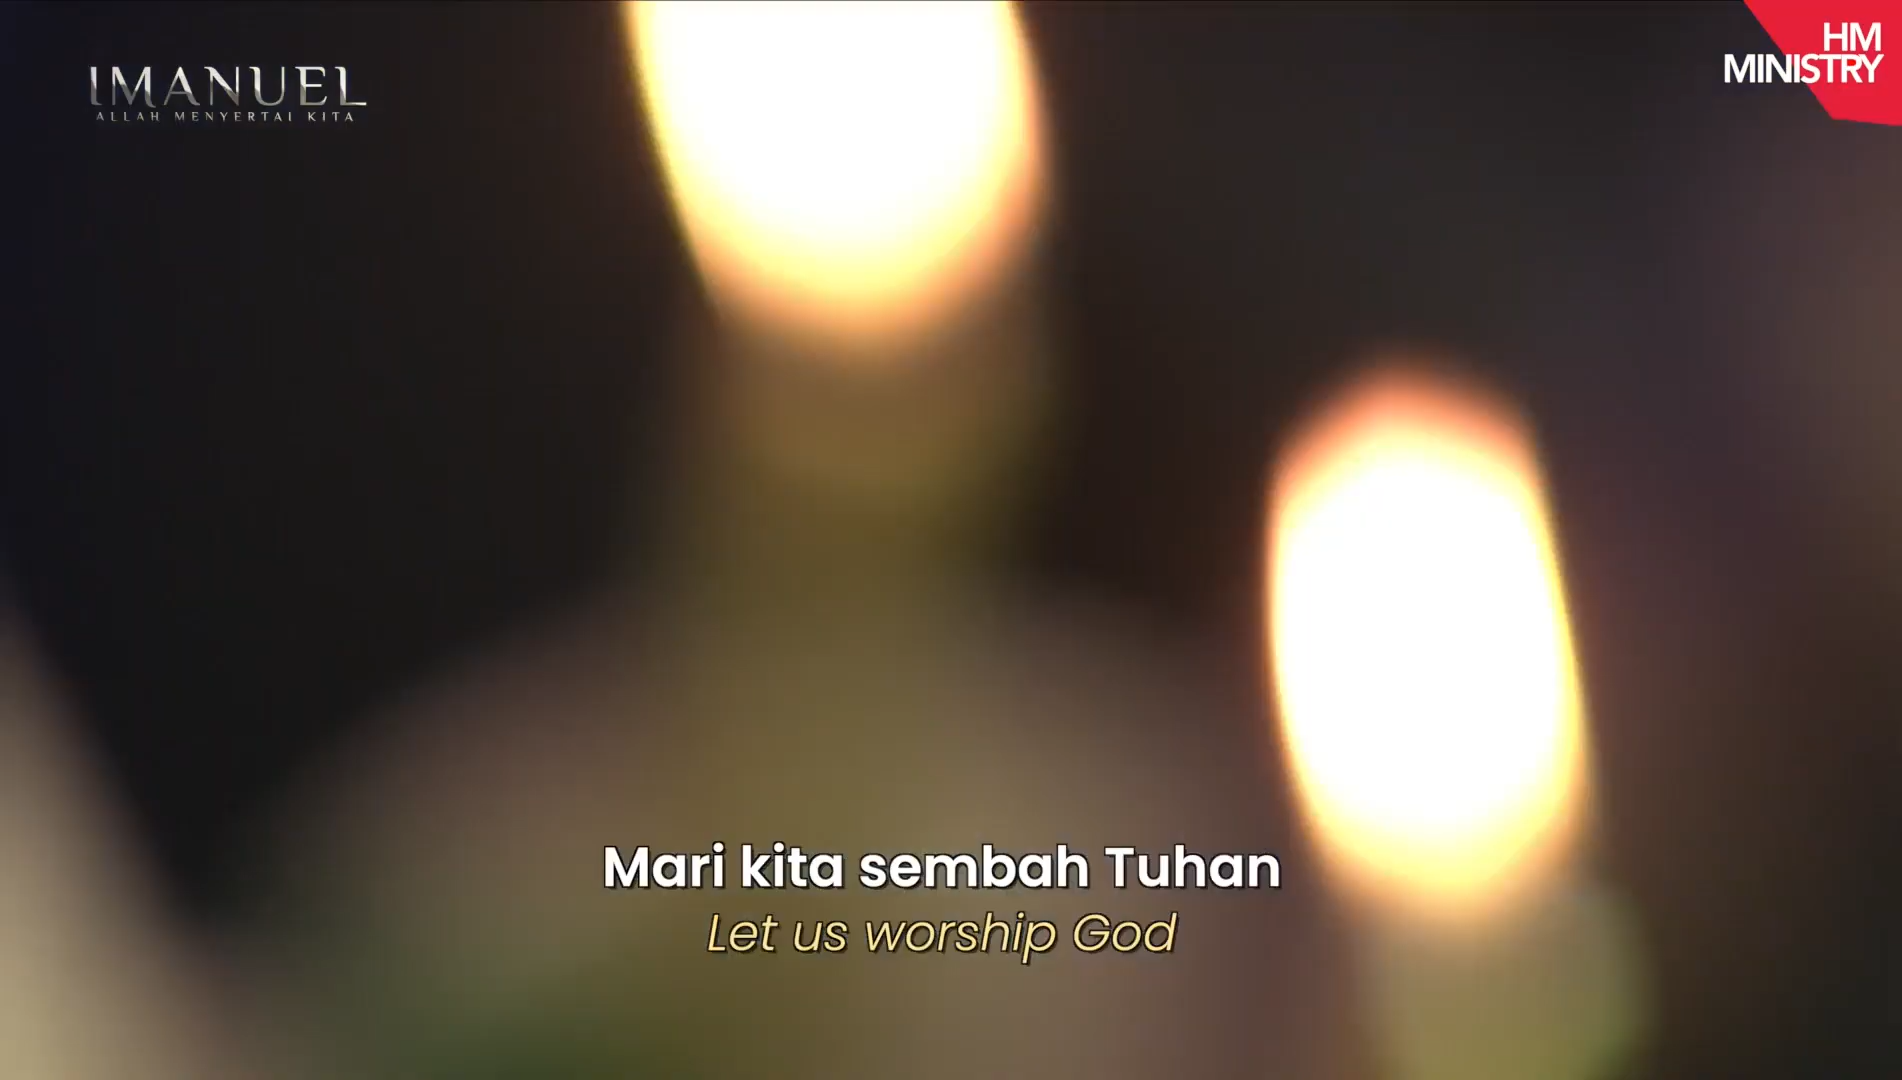 IMANUEL
ALLAH MENYERTAI KITA
HM
MINISTRY
Mari kita sembah Tuhan
Let us worship God